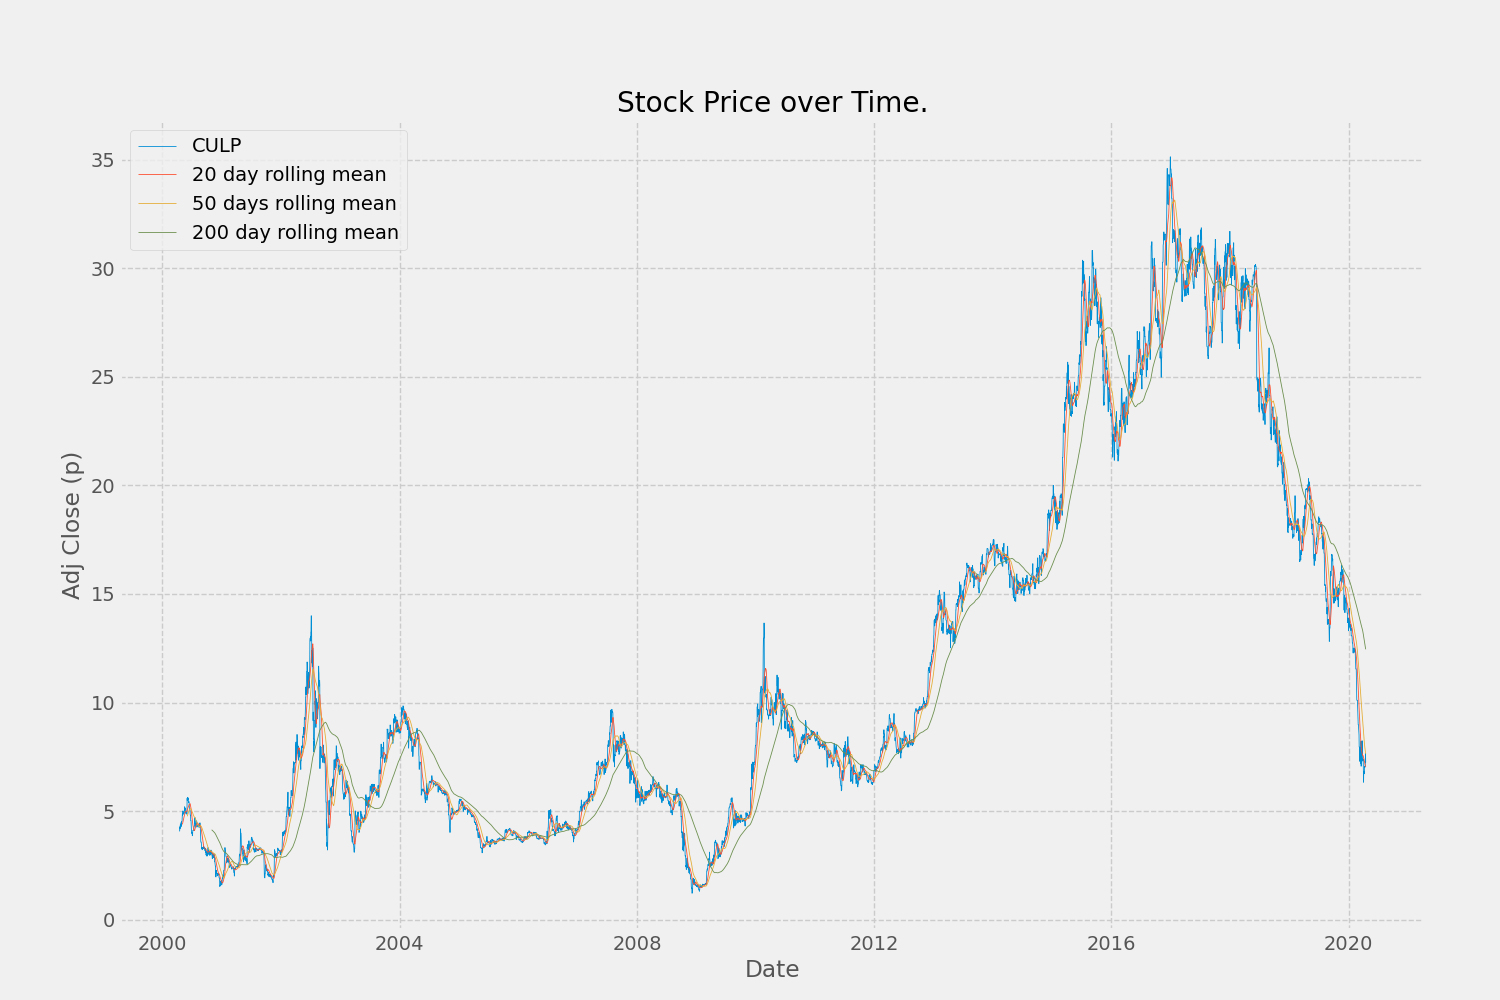 Stock Price over Time.
CULP
20 day rolling mean
50 days rolling mean
200 day rolling mean
Adj Close (p)
35
30
25
20
15
10
5
0
2000 2004 2008 2012 2016 2020
Date